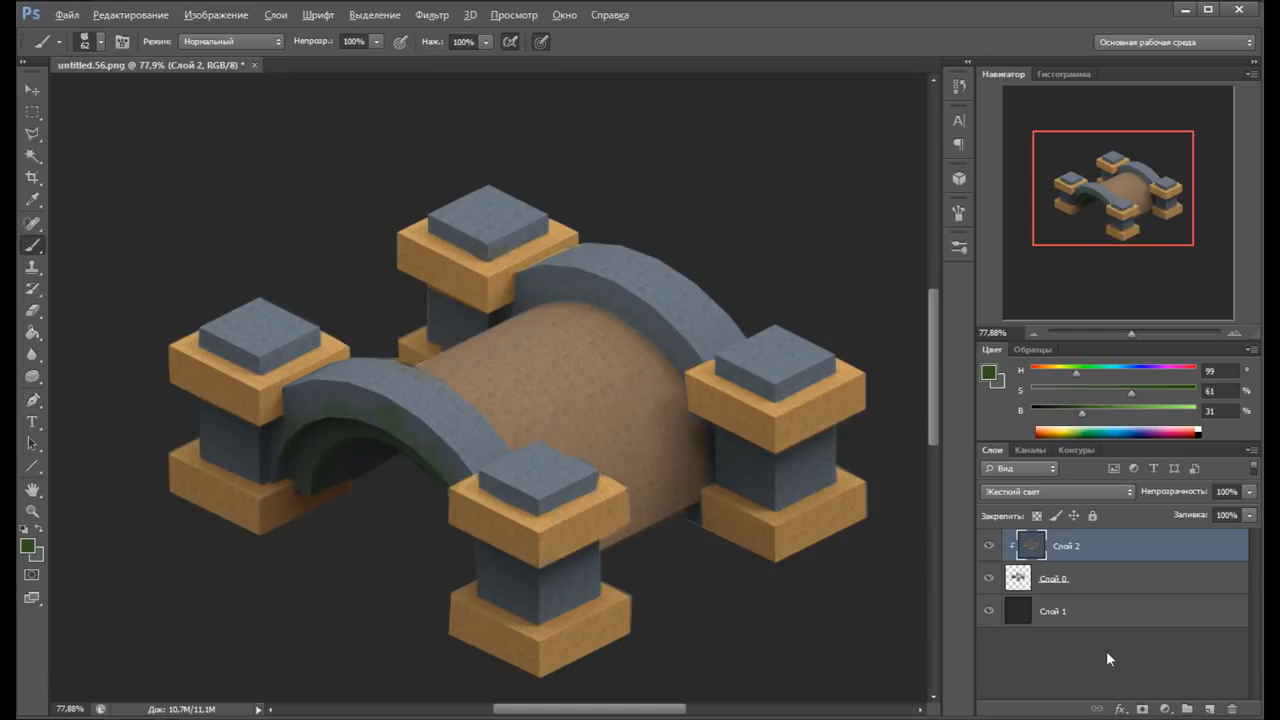 Ps Файл Редактирование Изображение Слои Шрифт Выделение Фильтр 3D Просмотр Окно Справка
62 Режим: Нормальный Непрозр.: 100% Наж.: 100% Основная рабочая среда
untitled.56.png @ 77,9% (Слой 2, RGB/8) * ×
Навигатор Гистограмма
77,88%
Цвет Образцы
H 99 °
S 61 %
B 31 %
Слои Каналы Контуры
Вид
Жесткий свет Непрозрачность: 100%
Закрепить: Заливка: 100%
Слой 2
Слой 0
Слой 1
77,88% Док: 10,7M/11,1M